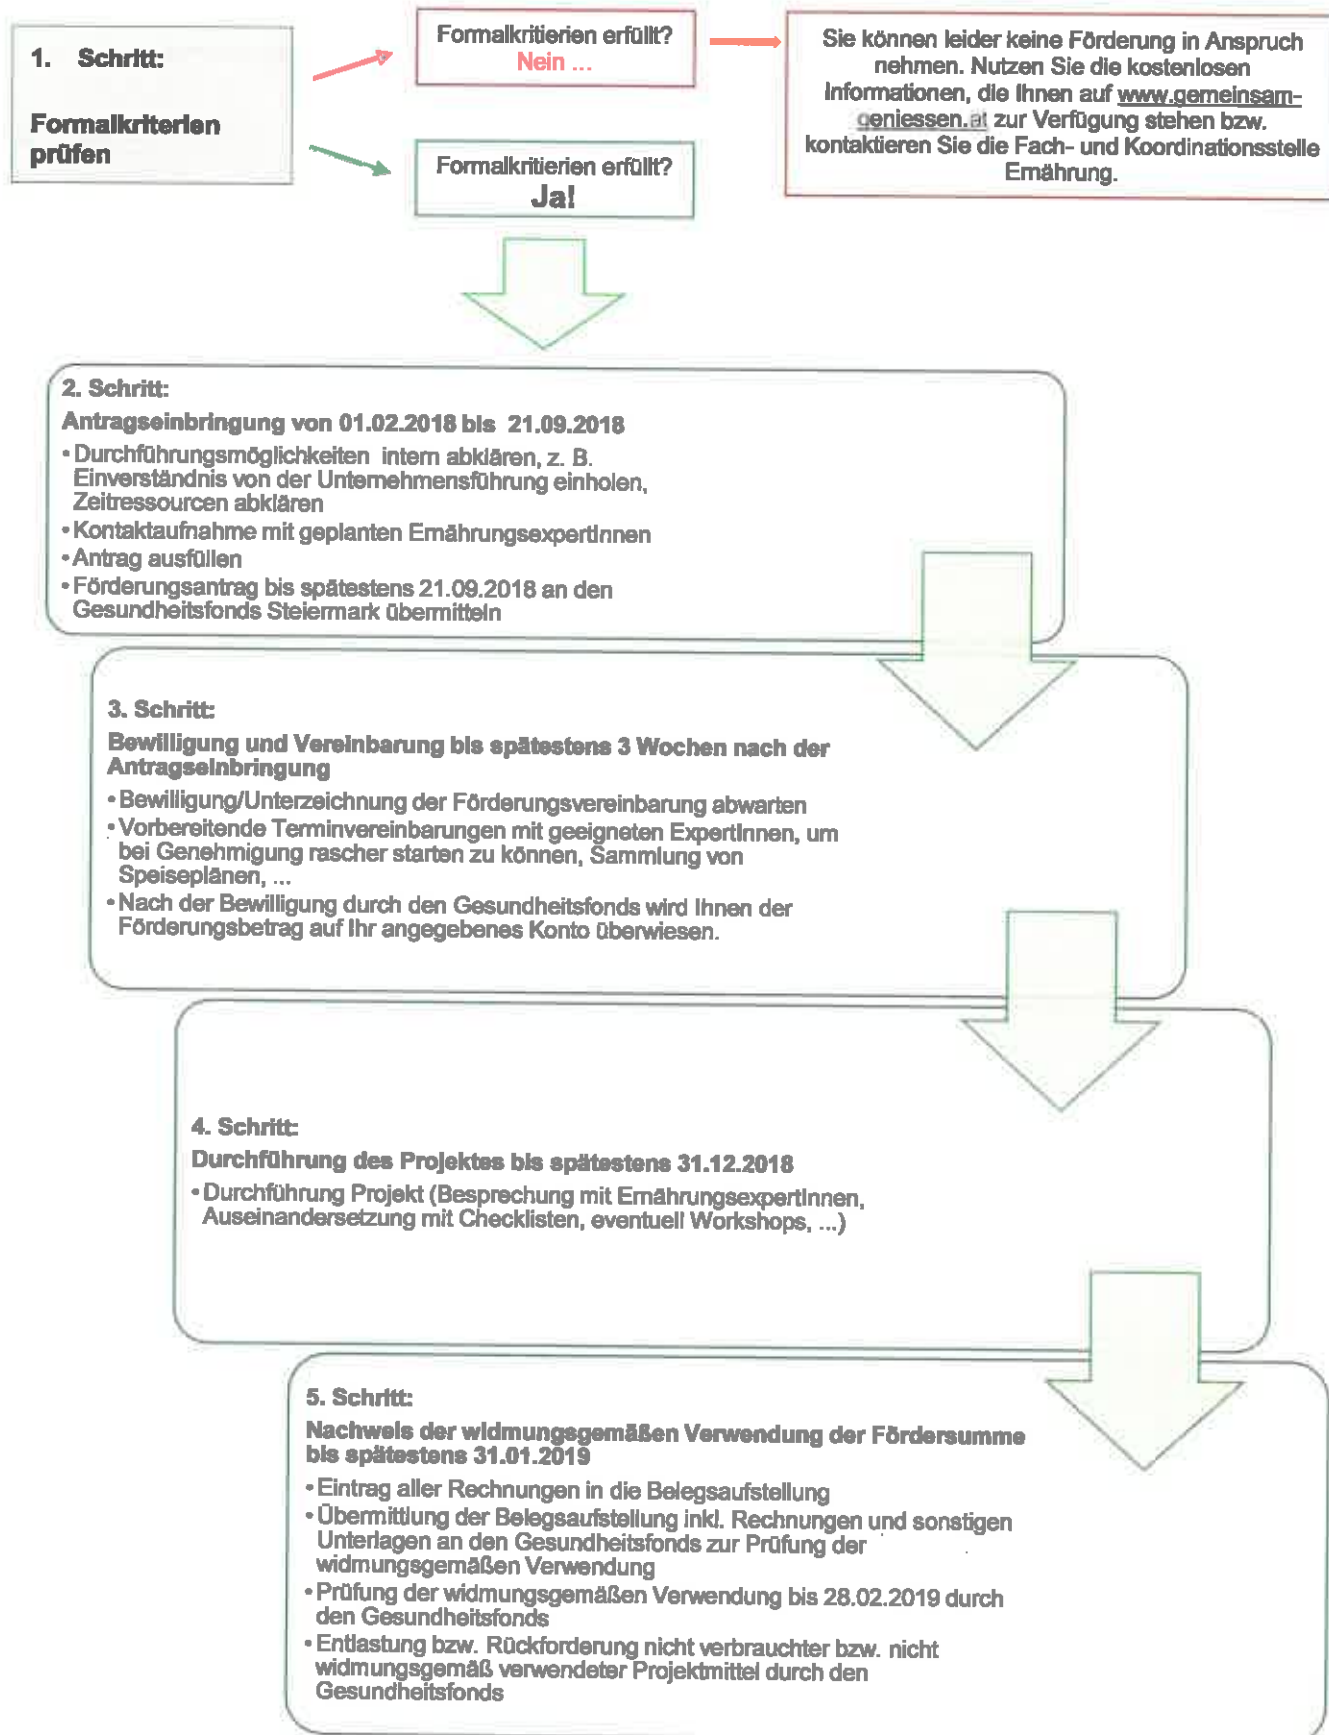 1. Schritt:
Formalkriterien
prüfen
Formalkritierien erfüllt?
Nein ...
Sie können leider keine Förderung in Anspruch
nehmen. Nutzen Sie die kostenlosen
Informationen, die Ihnen auf www.gemeinsam-
geniessen.at zur Verfügung stehen bzw.
kontaktieren Sie die Fach- und Koordinationsstelle
Ernährung.
Formalkritierien erfüllt?
Ja!
2. Schritt:
Antragseinbringung von 01.02.2018 bis 21.09.2018
• Durchführungsmöglichkeiten intern abklären, z. B.
Einverständnis von der Unternehmensführung einholen,
Zeitressourcen abklären
• Kontaktaufnahme mit geplanten ErnährungsexpertInnen
• Antrag ausfüllen
• Förderungsantrag bis spätestens 21.09.2018 an den
Gesundheitsfonds Steiermark übermitteln
3. Schritt:
Bewilligung und Vereinbarung bis spätestens 3 Wochen nach der
Antragseinbringung
• Bewilligung/Unterzeichnung der Förderungsvereinbarung abwarten
• Vorbereitende Terminvereinbarungen mit geeigneten ExpertInnen, um
bei Genehmigung rascher starten zu können, Sammlung von
Speiseplänen, ...
• Nach der Bewilligung durch den Gesundheitsfonds wird Ihnen der
Förderungsbetrag auf Ihr angegebenes Konto überwiesen.
4. Schritt:
Durchführung des Projektes bis spätestens 31.12.2018
• Durchführung Projekt (Besprechung mit ErnährungsexpertInnen,
Auseinandersetzung mit Checklisten, eventuell Workshops, ...)
5. Schritt:
Nachweis der widmungsgemäßen Verwendung der Fördersumme
bis spätestens 31.01.2019
• Eintrag aller Rechnungen in die Belegsaufstellung
• Übermittlung der Belegsaufstellung inkl. Rechnungen und sonstigen
Unterlagen an den Gesundheitsfonds zur Prüfung der
widmungsgemäßen Verwendung
• Prüfung der widmungsgemäßen Verwendung bis 28.02.2019 durch
den Gesundheitsfonds
• Entlastung bzw. Rückforderung nicht verbrauchter bzw. nicht
widmungsgemäß verwendeter Projektmittel durch den
Gesundheitsfonds